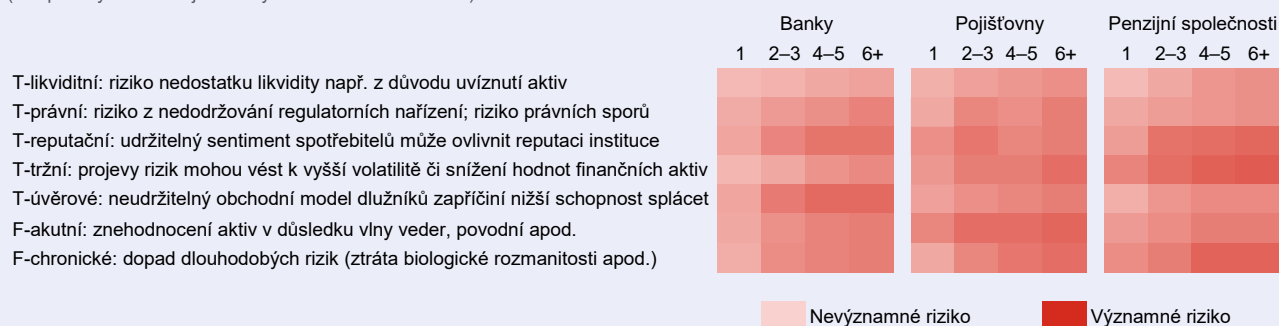 Banky Pojišťovny Penzijní společnosti
1 2–3 4–5 6+ 1 2–3 4–5 6+ 1 2–3 4–5 6+
T-likviditní: riziko nedostatku likvidity např. z důvodu uvíznutí aktiv
T-právní: riziko z nedodržování regulatorních nařízení; riziko právních sporů
T-reputační: udržitelný sentiment spotřebitelů může ovlivnit reputaci instituce
T-tržní: projevy rizik mohou vést k vyšší volatilitě či snížení hodnot finančních aktiv
T-úvěrové: neudržitelný obchodní model dlužníků zapříčiní nižší schopnost splácet
F-akutní: znehodnocení aktiv v důsledku vlny veder, povodní apod.
F-chronické: dopad dlouhodobých rizik (ztráta biologické rozmanitosti apod.)
Nevýznamné riziko Významné riziko